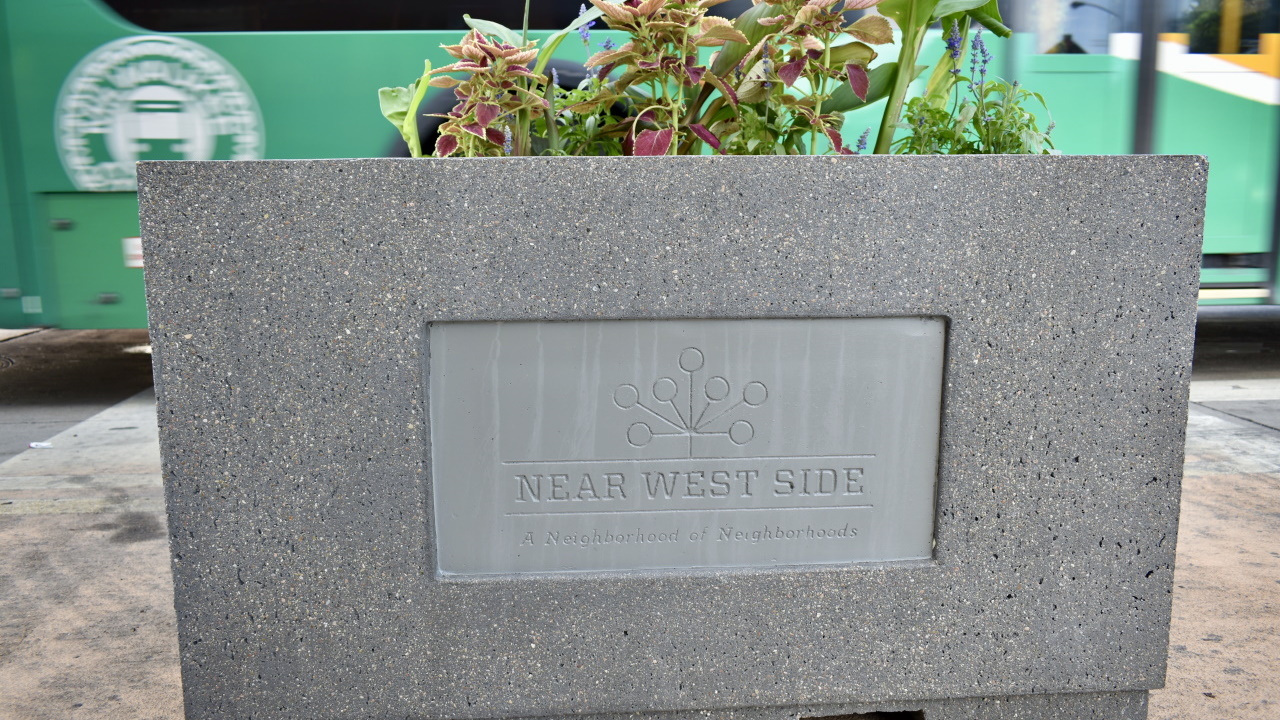 NEAR WEST SIDE
A Neighborhood of Neighborhoods